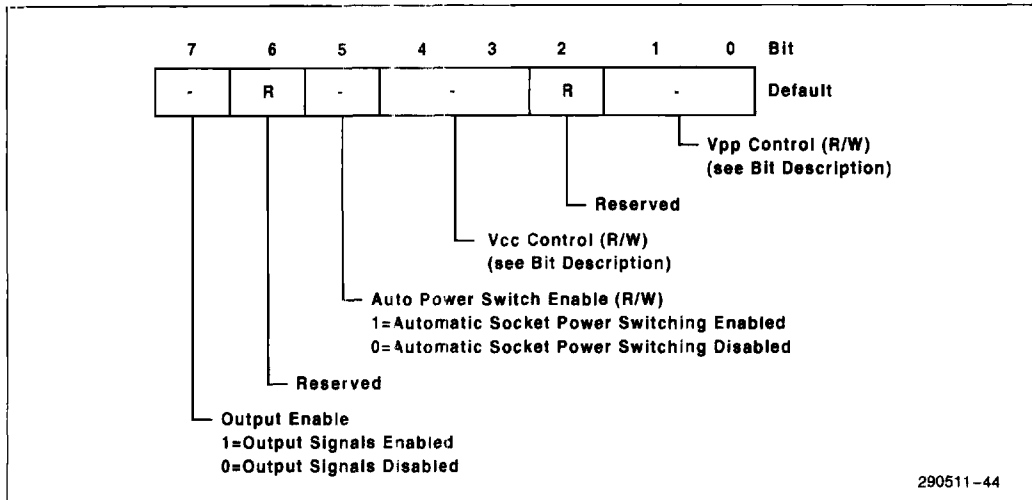 7 6 5 4 3 2 1 0 Bit
- R - - R - Default
Vpp Control (R/W)
(see Bit Description)
Reserved
Vcc Control (R/W)
(see Bit Description)
Auto Power Switch Enable (R/W)
1=Automatic Socket Power Switching Enabled
0=Automatic Socket Power Switching Disabled
Reserved
Output Enable
1=Output Signals Enabled
0=Output Signals Disabled
290511-44